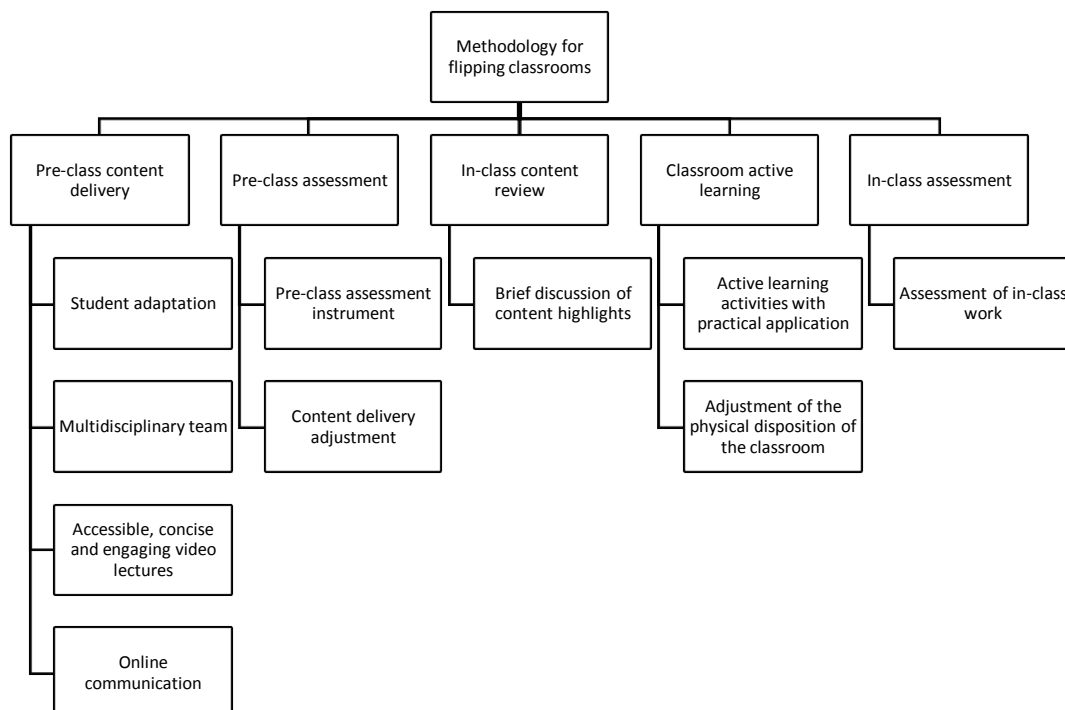 Methodology for
flipping classrooms
Pre-class content
delivery
Pre-class assessment
In-class content
review
Classroom active
learning
In-class assessment
Student adaptation
Pre-class assessment
instrument
Brief discussion of
content highlights
Active learning
activities with
practical application
Assessment of in-class
work
Multidisciplinary team
Content delivery
adjustment
Adjustment of the
physical disposition of
the classroom
Accessible, concise
and engaging video
lectures
Online
communication